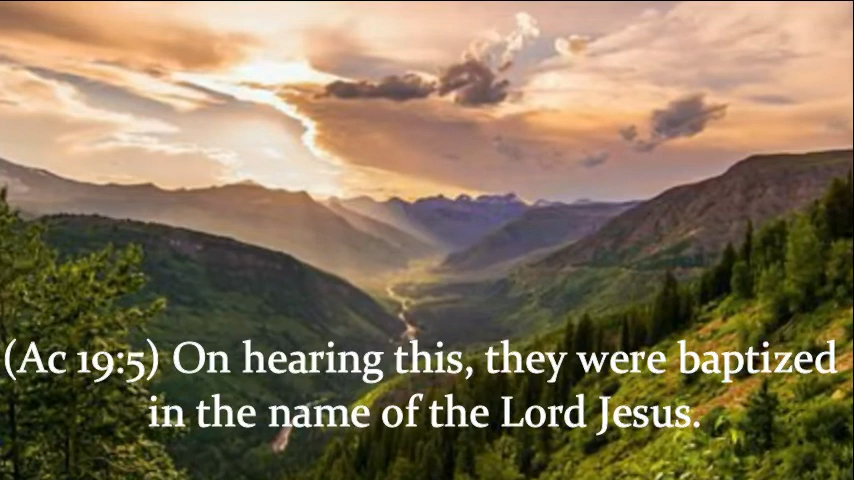 (Ac 19:5) On hearing this, they were baptized
in the name of the Lord Jesus.